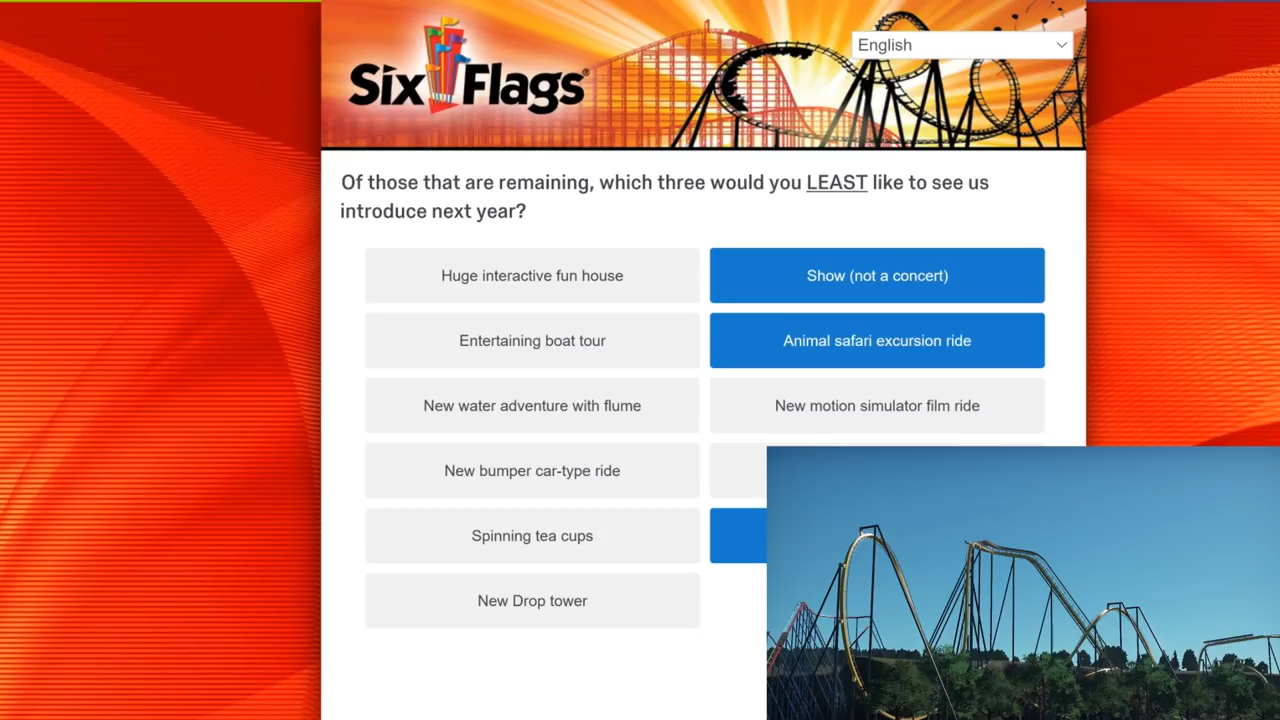 English
Six Flags®
Of those that are remaining, which three would you LEAST like to see us
introduce next year?
Huge interactive fun house
Show (not a concert)
Entertaining boat tour
Animal safari excursion ride
New water adventure with flume
New motion simulator film ride
New bumper car-type ride
Spinning tea cups
New Drop tower